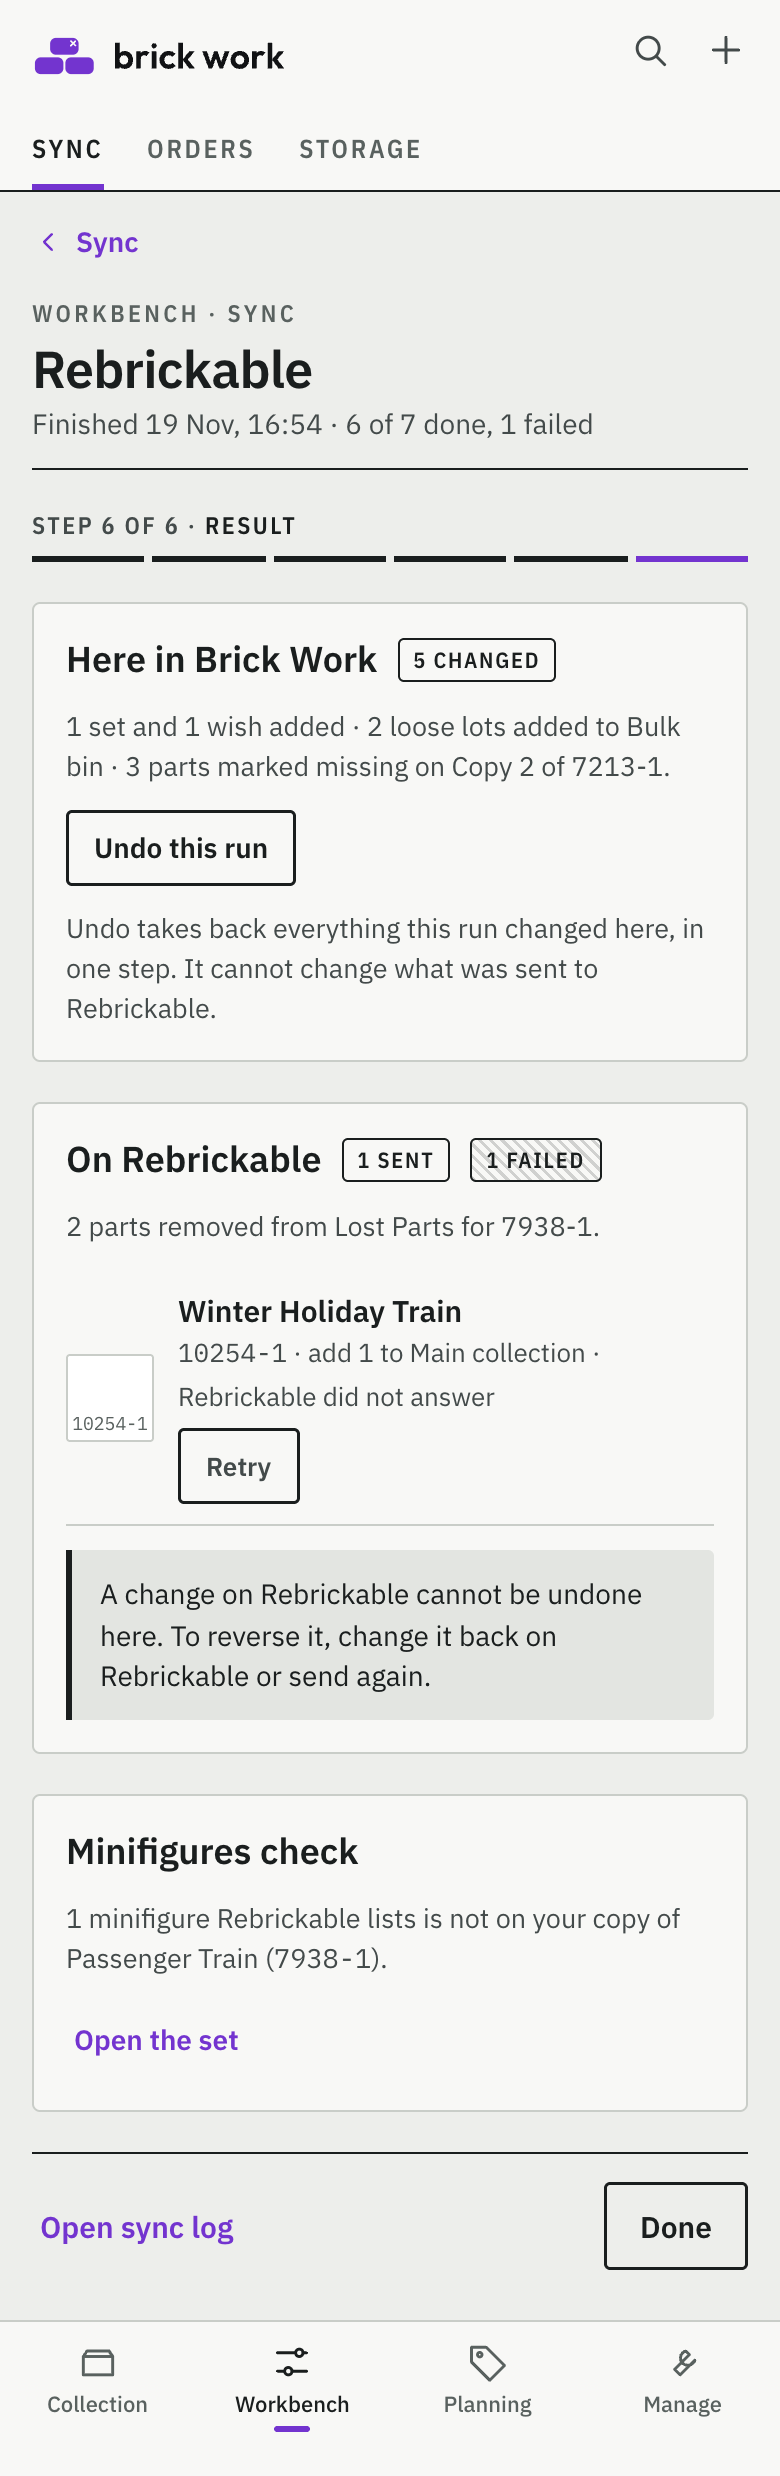 brick work
SYNC ORDERS STORAGE
Sync
WORKBENCH · SYNC
Rebrickable
Finished 19 Nov, 16:54 · 6 of 7 done, 1 failed
STEP 6 OF 6 · RESULT
Here in Brick Work 5 CHANGED
1 set and 1 wish added · 2 loose lots added to Bulk
bin · 3 parts marked missing on Copy 2 of 7213-1.
Undo this run
Undo takes back everything this run changed here, in
one step. It cannot change what was sent to
Rebrickable.
On Rebrickable 1 SENT 1 FAILED
2 parts removed from Lost Parts for 7938-1.
Winter Holiday Train
10254-1 · add 1 to Main collection ·
Rebrickable did not answer
10254-1
Retry
A change on Rebrickable cannot be undone
here. To reverse it, change it back on
Rebrickable or send again.
Minifigures check
1 minifigure Rebrickable lists is not on your copy of
Passenger Train (7938-1).
Open the set
Open sync log Done
Collection Workbench Planning Manage